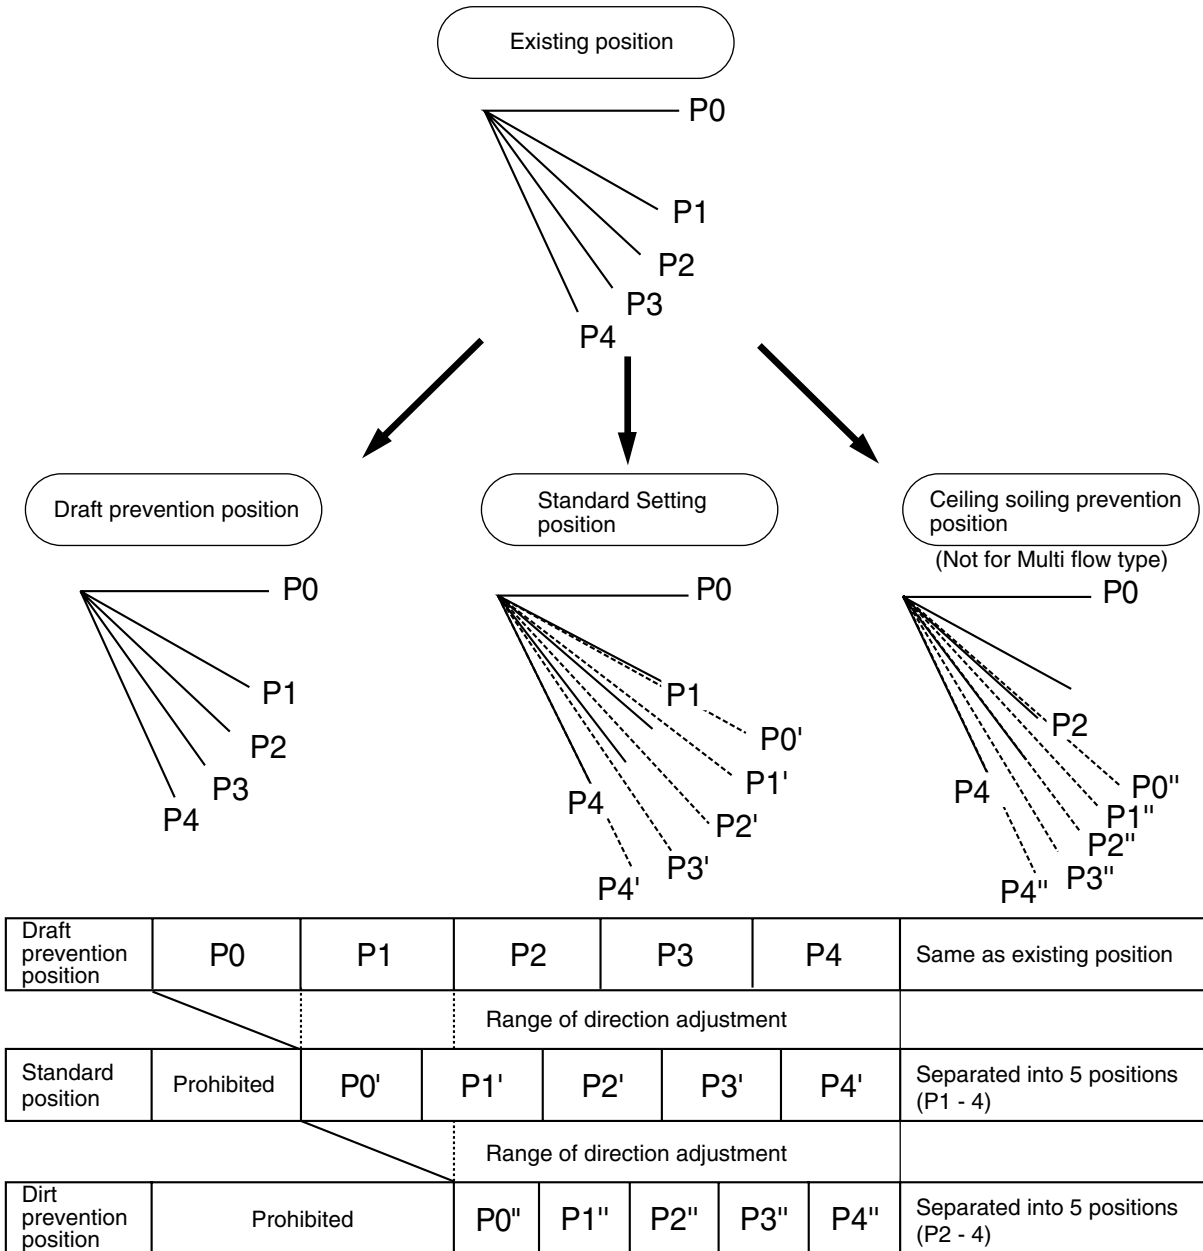 Existing position
P0
P1
P2
P3
P4
Draft prevention position
Standard Setting
position
Ceiling soiling prevention
position
(Not for Multi flow type)
P0
P1
P2
P3
P4
P0
P1
P0'
P1'
P4
P2'
P3'
P4'
P0
P2
P0"
P4
P1"
P2"
P3"
P4"
Draft
prevention
position
P0
P1
P2
P3
P4
Same as existing position
Range of direction adjustment
Standard
position
Prohibited
P0'
P1'
P2'
P3'
P4'
Separated into 5 positions
(P1 - 4)
Range of direction adjustment
Dirt
prevention
position
Prohibited
P0"
P1"
P2"
P3"
P4"
Separated into 5 positions
(P2 - 4)